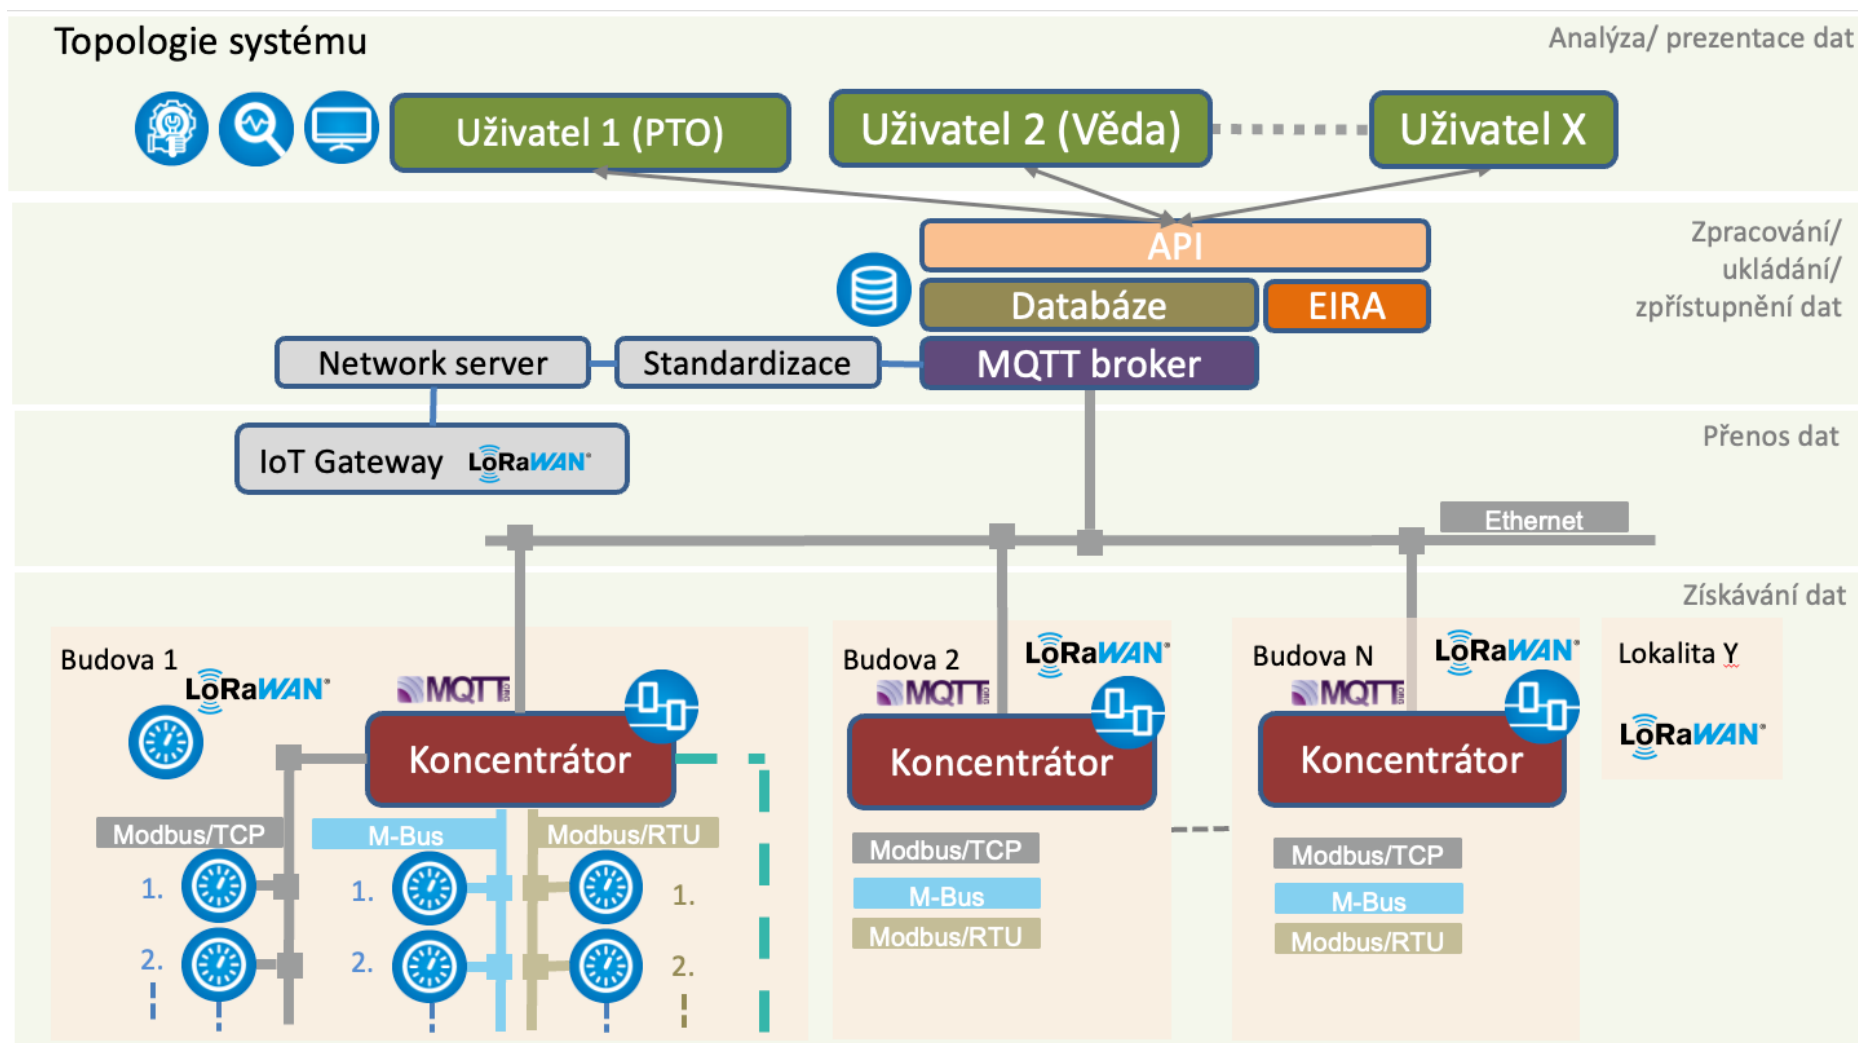 Topologie systému
Analýza/ prezentace dat
Uživatel 1 (PTO)
Uživatel 2 (Věda)
Uživatel X
API
Zpracování/
ukládání/
zpřístupnění dat
Databáze
EIRA
Network server
Standardizace
MQTT broker
Přenos dat
IoT Gateway LoRaWAN
Ethernet
Získávání dat
Budova 1
LoRaWAN
MQTT.ORG
Koncentrátor
Modbus/TCP
M-Bus
Modbus/RTU
1.
1.
1.
2.
2.
2.
Budova 2
LoRaWAN
MQTT.ORG
Koncentrátor
Modbus/TCP
M-Bus
Modbus/RTU
Budova N
LoRaWAN
MQTT.ORG
Koncentrátor
Modbus/TCP
M-Bus
Modbus/RTU
Lokalita Y
LoRaWAN